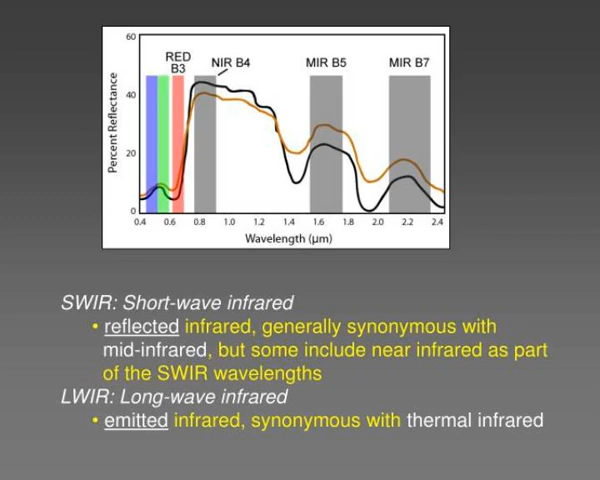 60
40
20
0
Percent Reflectance
RED
B3
NIR B4
MIR B5
MIR B7
0.4 0.6 0.8 1.0 1.2 1.4 1.6 1.8 2.0 2.2 2.4
Wavelength (μm)
SWIR: Short-wave infrared
• reflected infrared, generally synonymous with
mid-infrared, but some include near infrared as part
of the SWIR wavelengths
LWIR: Long-wave infrared
• emitted infrared, synonymous with thermal infrared